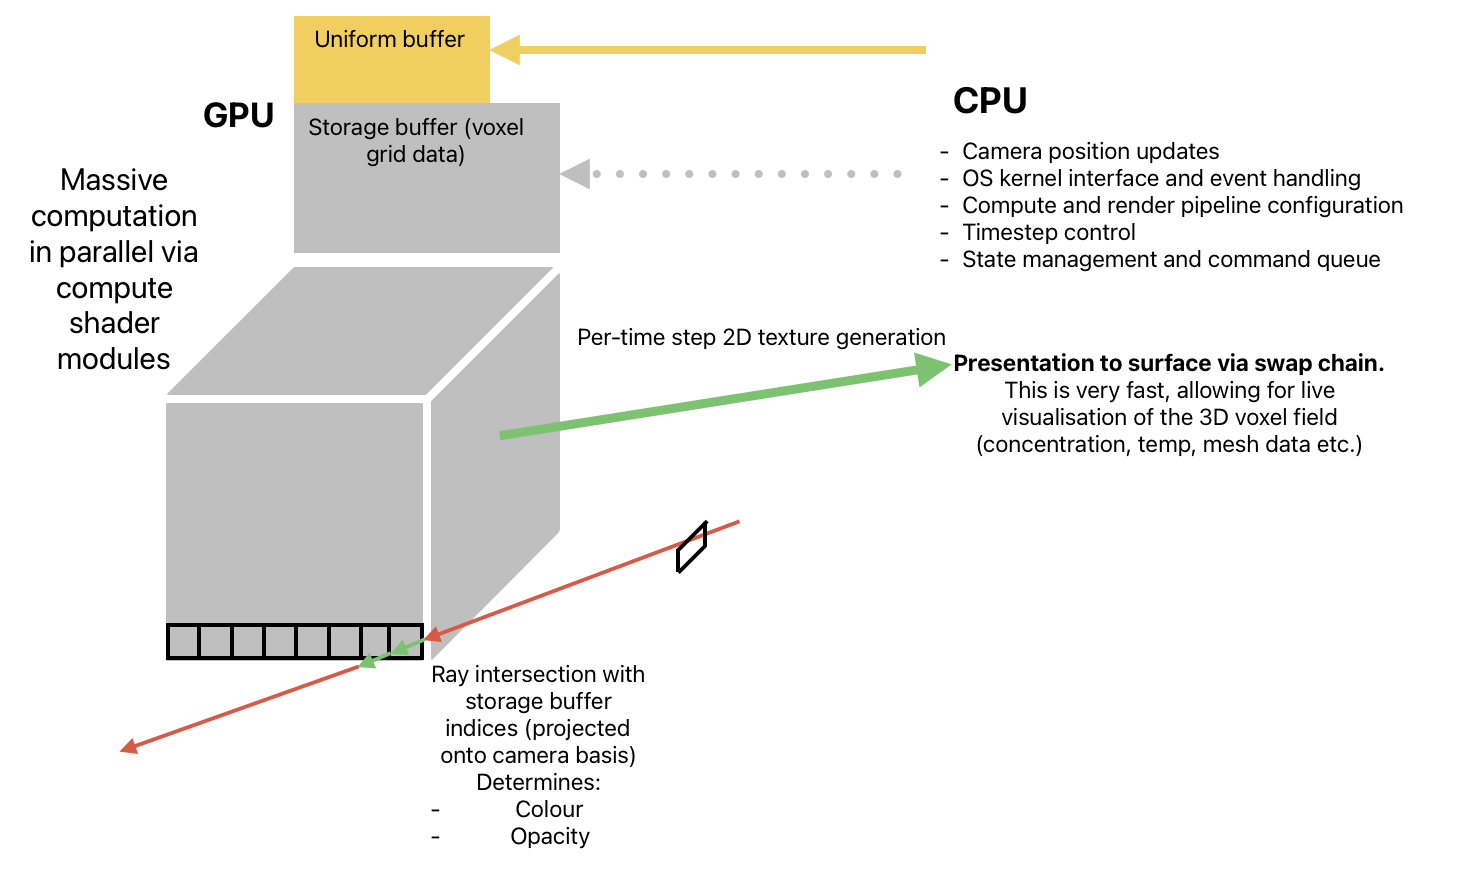 Uniform buffer
GPU
Storage buffer (voxel
grid data)
Massive
computation
in parallel via
compute
shader
modules
CPU
- Camera position updates
- OS kernel interface and event handling
- Compute and render pipeline configuration
- Timestep control
- State management and command queue
Per-time step 2D texture generation
Presentation to surface via swap chain.
This is very fast, allowing for live
visualisation of the 3D voxel field
(concentration, temp, mesh data etc.)
Ray intersection with
storage buffer
indices (projected
onto camera basis)
Determines:
- Colour
- Opacity